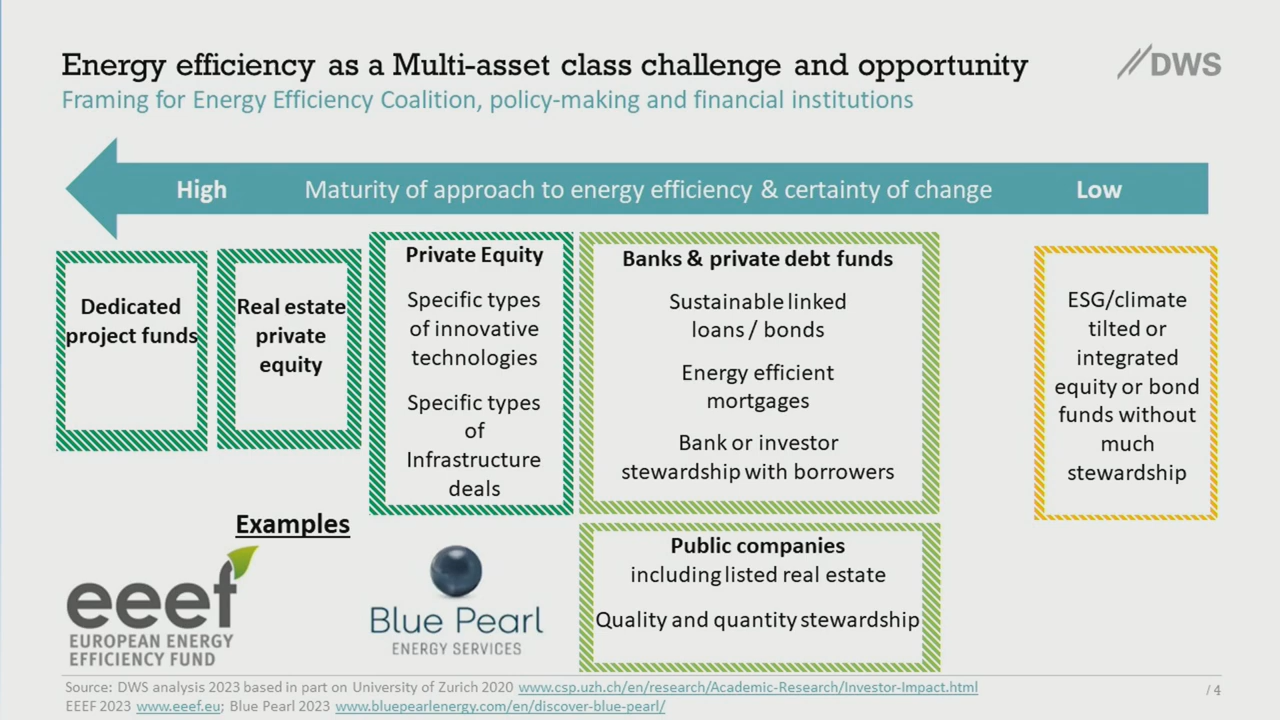 Energy efficiency as a Multi-asset class challenge and opportunity
DWS
Framing for Energy Efficiency Coalition, policy-making and financial institutions
High
Maturity of approach to energy efficiency & certainty of change
Low
Dedicated
project funds
Real estate
private
equity
Private Equity
Specific types
of innovative
technologies
Specific types
of
Infrastructure
deals
Banks & private debt funds
Sustainable linked
loans / bonds
Energy efficient
mortgages
Bank or investor
stewardship with borrowers
ESG/climate
tilted or
integrated
equity or bond
funds without
much
stewardship
Examples
eeef
EUROPEAN ENERGY
EFFICIENCY FUND
Blue Pearl
ENERGY SERVICES
Public companies
including listed real estate
Quality and quantity stewardship
Source: DWS analysis 2023 based in part on University of Zurich 2020 www.csp.uzh.ch/en/research/Academic-Research/Investor-Impact.html
EEEF 2023 www.eeef.eu; Blue Pearl 2023 www.bluepearlenergy.com/en/discover-blue-pearl/
/ 4